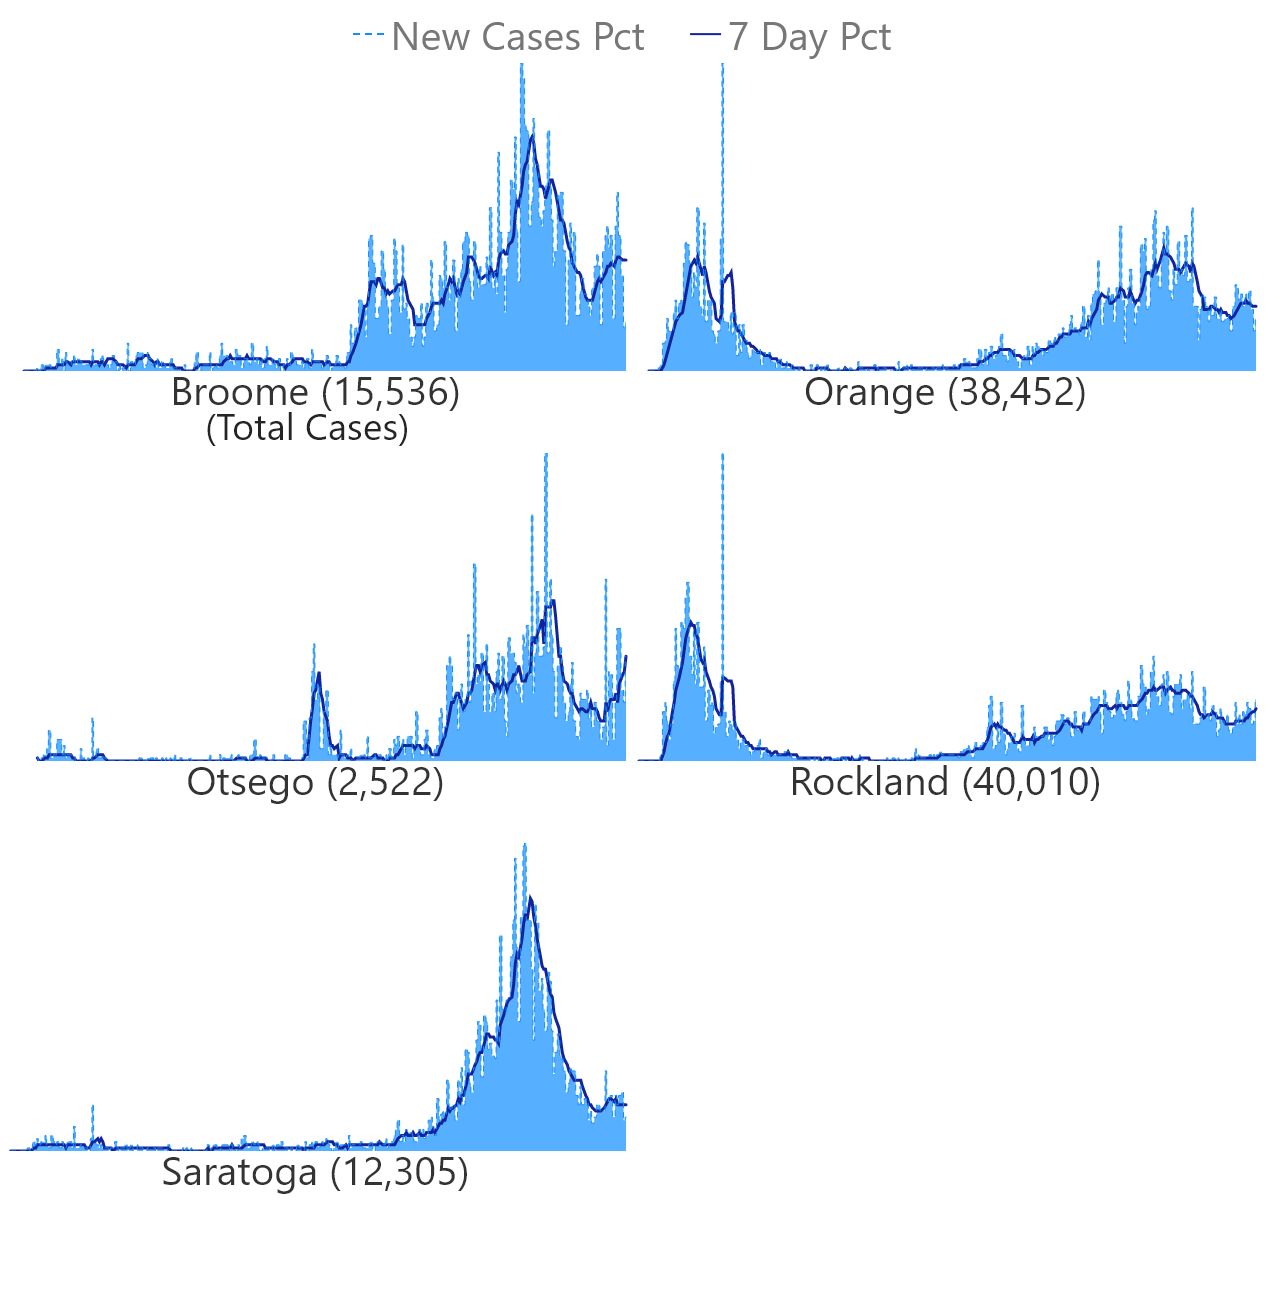 New Cases Pct 7 Day Pct
Broome (15,536) Orange (38,452)
(Total Cases)
Otsego (2,522) Rockland (40,010)
Saratoga (12,305)